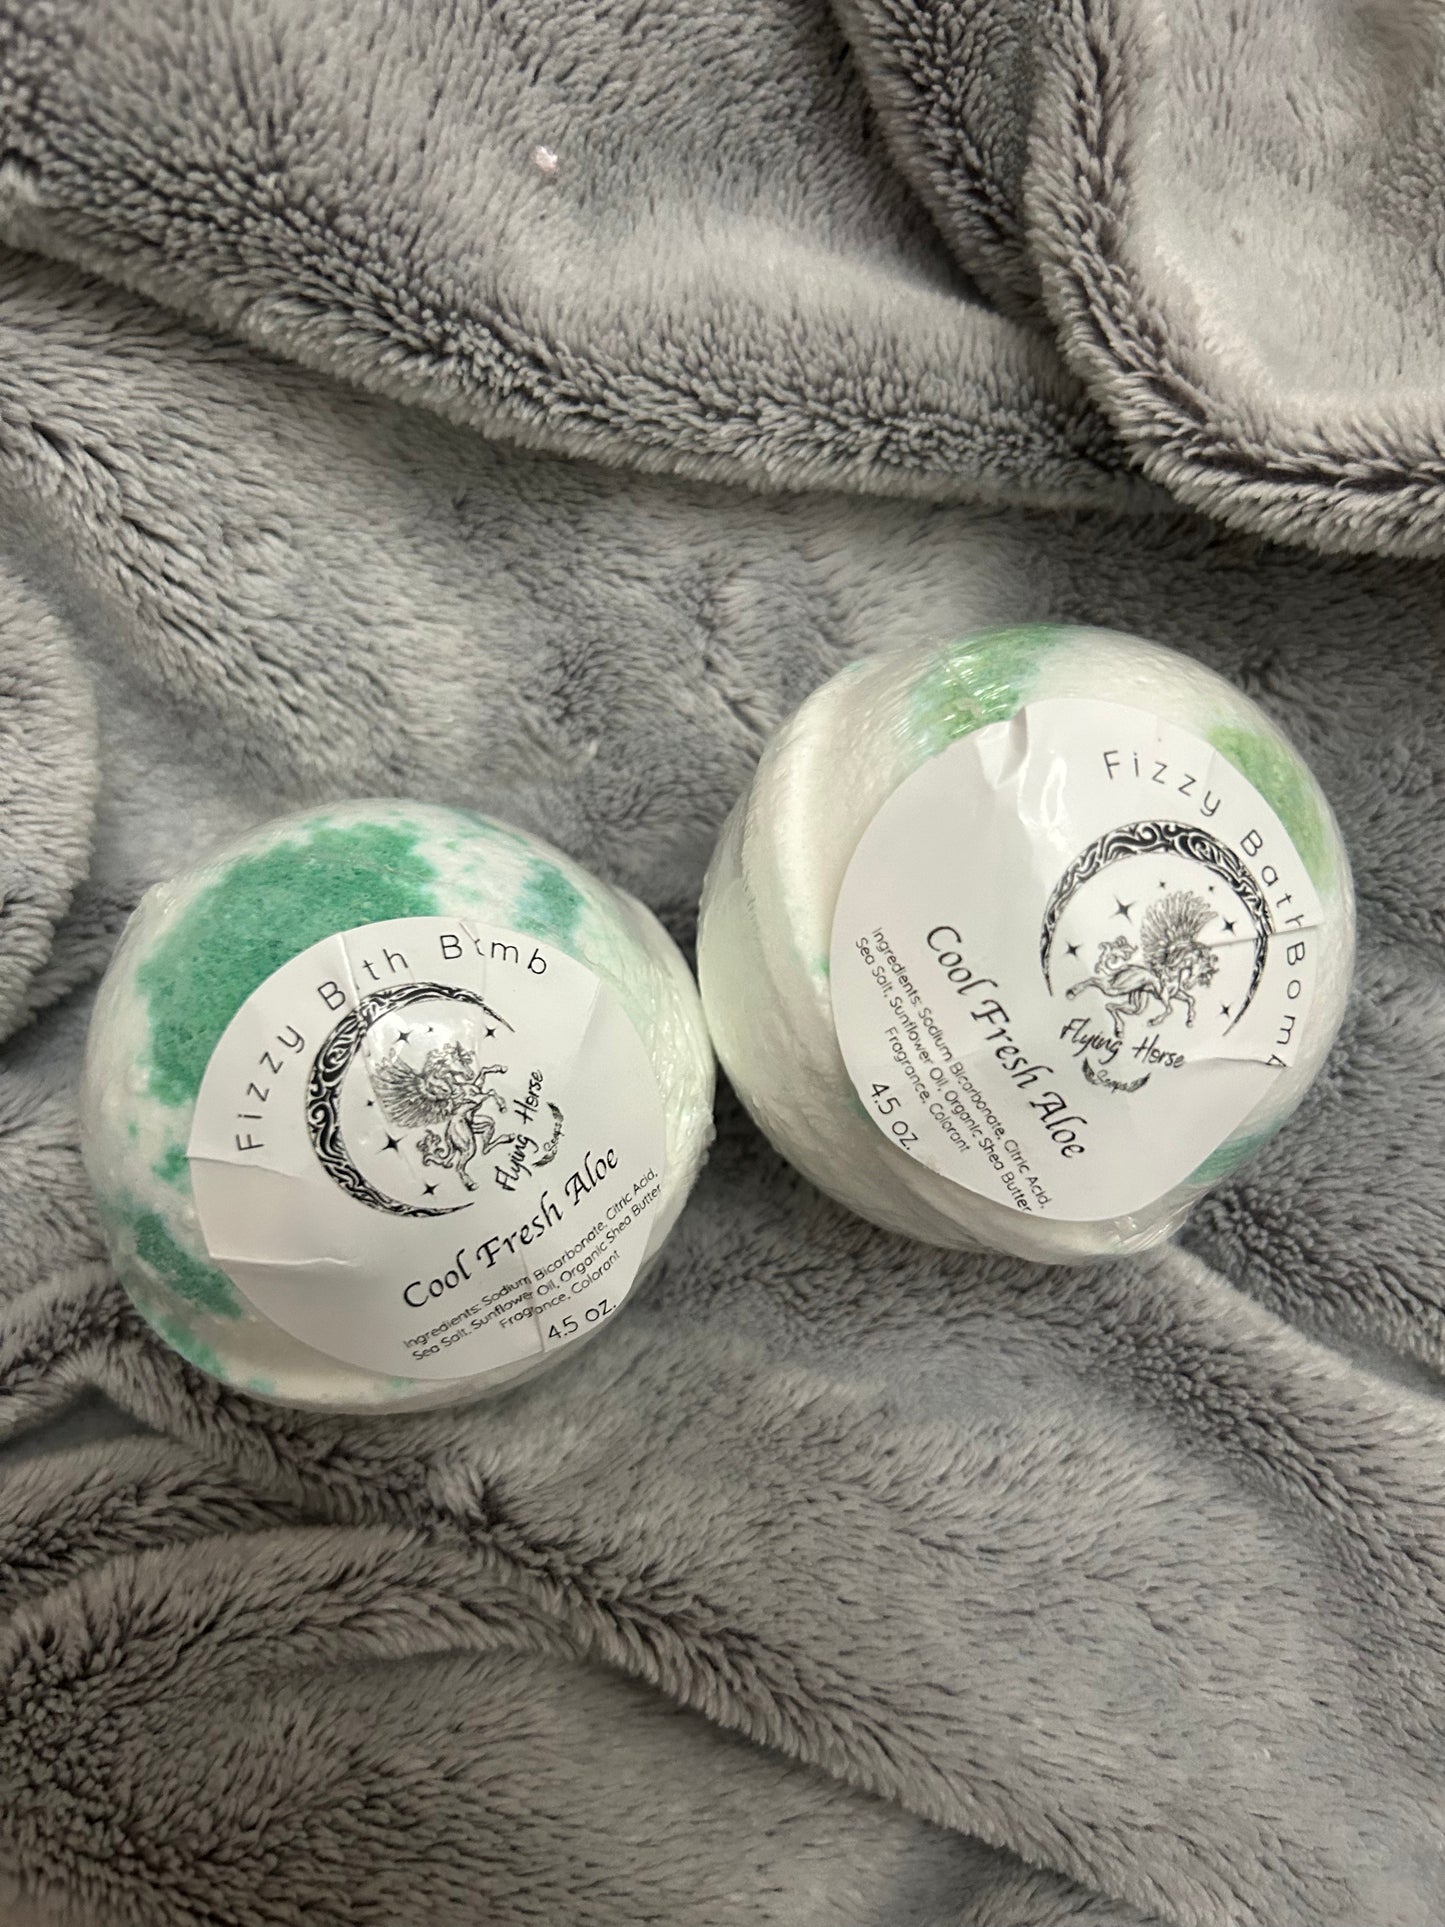 Fizzy Bath Bomb
Flying Horse
Soaps
Cool Fresh Aloe
Ingredients: Sodium Bicarbonate, Citric Acid,
Sea Salt, Sunflower Oil, Organic Shea Butter
Fragrance, Colorant
4.5 oz.
Fizzy Bath Bomb
Flying Horse
Soaps
Cool Fresh Aloe
Ingredients: Sodium Bicarbonate, Citric Acid,
Sea Salt, Sunflower Oil, Organic Shea Butter
Fragrance, Colorant
4.5 oz.